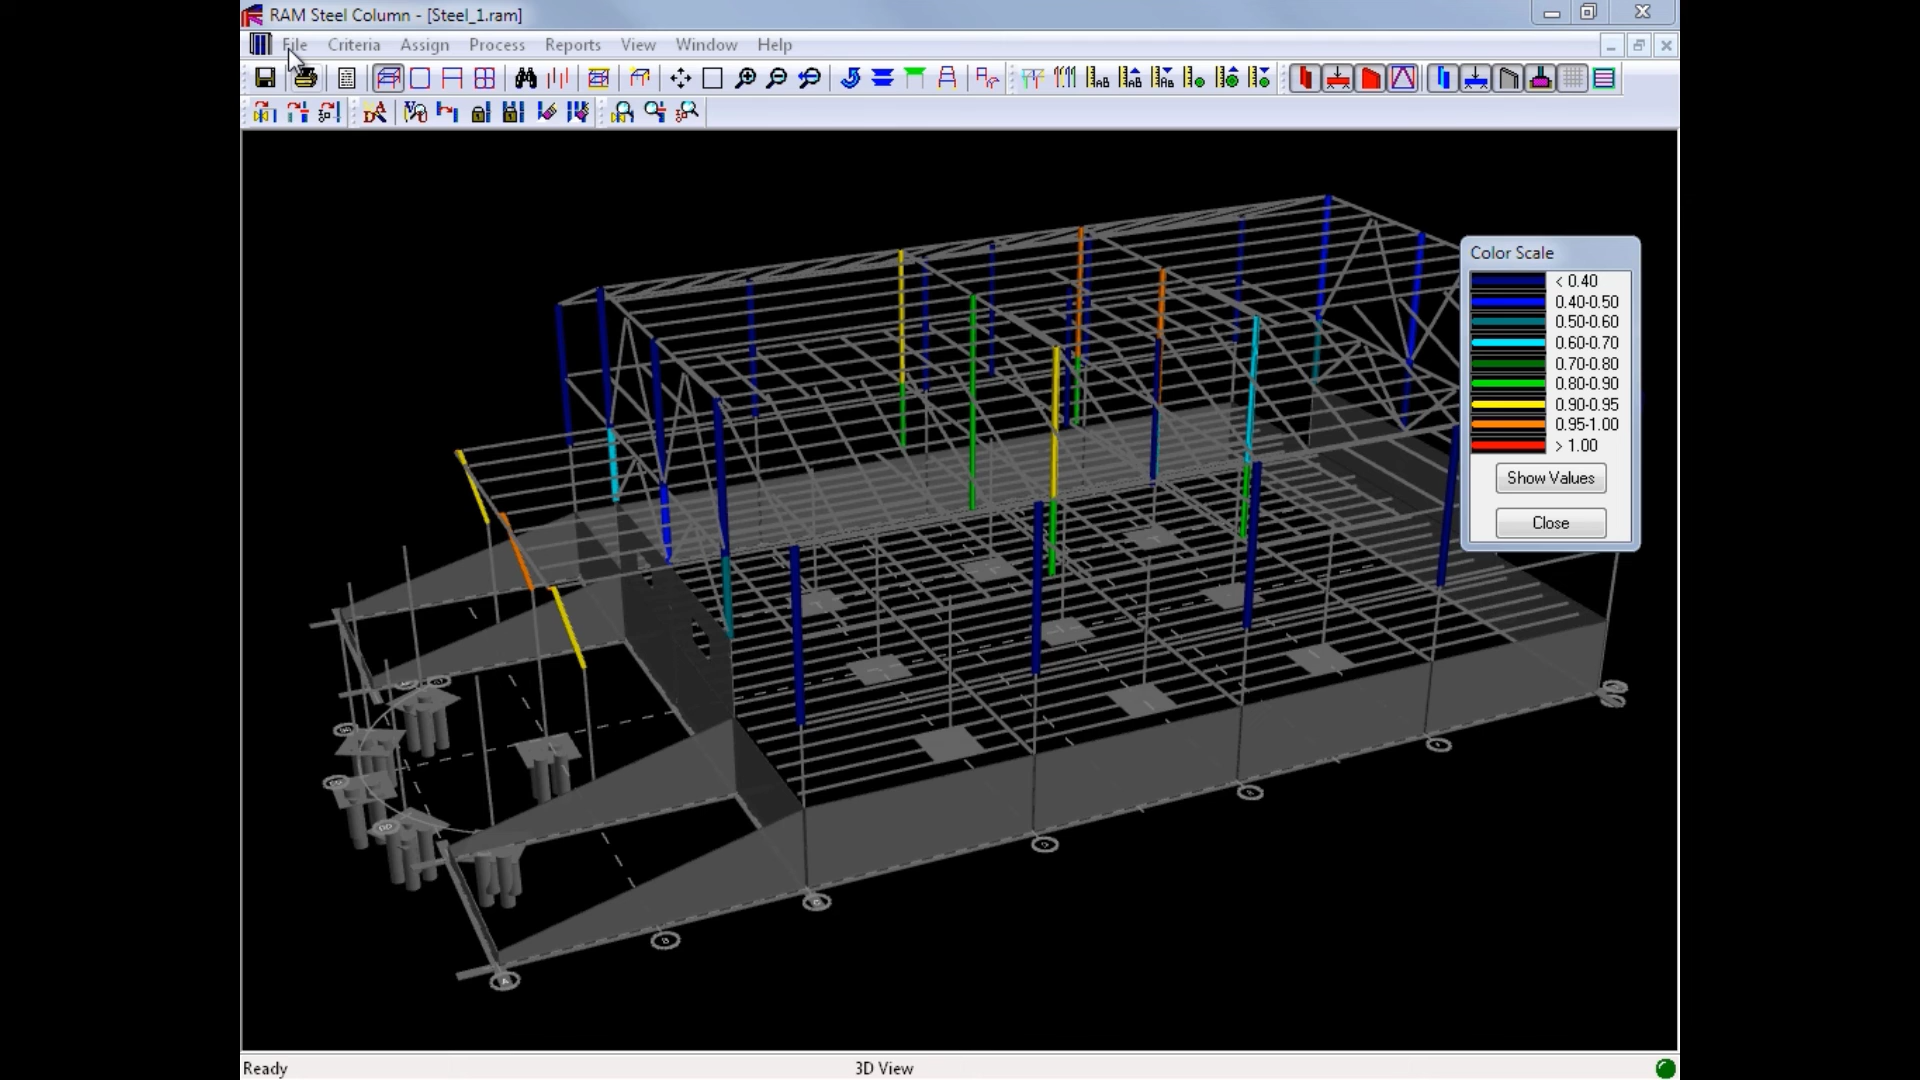 RAM Steel Column - [Steel_1.ram]
File Criteria Assign Process Reports View Window Help
Color Scale
< 0.40
0.40-0.50
0.50-0.60
0.60-0.70
0.70-0.80
0.80-0.90
0.90-0.95
0.95-1.00
> 1.00
Show Values
Close
B
A
Ready 3D View